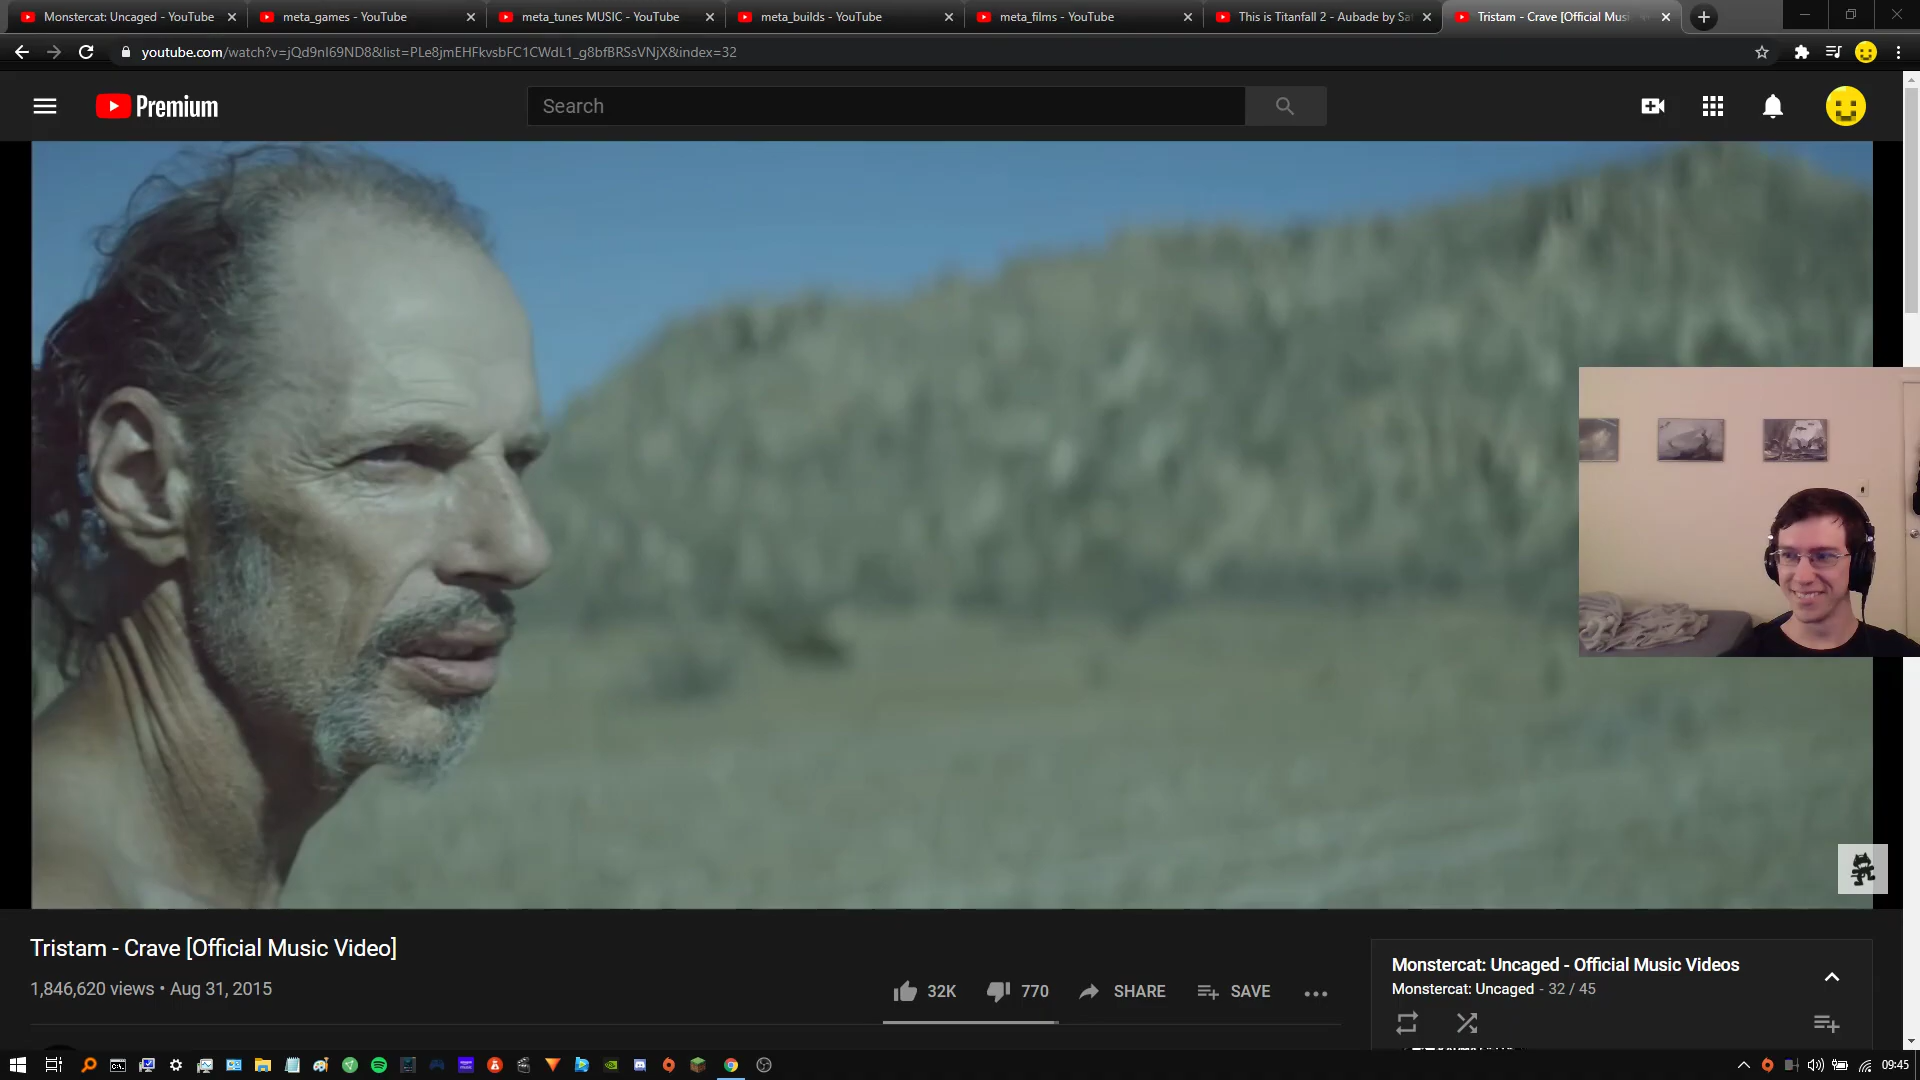 Monstercat: Uncaged - YouTube
meta_games - YouTube
meta_tunes MUSIC - YouTube
meta_builds - YouTube
meta_films - YouTube
This is Titanfall 2 - Aubade by Sa
Tristam - Crave [Official Mus
youtube.com/watch?v=jQd9nI69ND8&list=PLe8jmEHFkvsbFC1CWdL1_g8bfBRSsVNjX&index=32
Premium
Search
Tristam - Crave [Official Music Video]
1,846,620 views • Aug 31, 2015
32K
770
SHARE
SAVE
Monstercat: Uncaged - Official Music Videos
Monstercat: Uncaged - 32 / 45
09:45